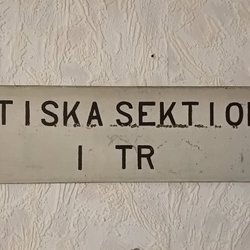 TISKA SEKTIO
I TR